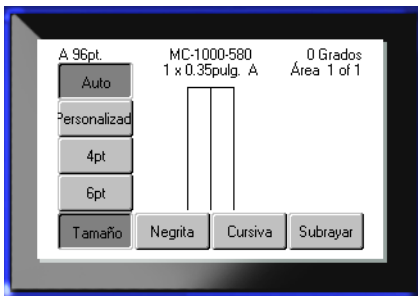 A 96pt. MC-1000-580 0 Grados
1 x 0.35pulg. A Área 1 of 1
Auto
Personalizad
4pt
6pt
Tamaño Negrita Cursiva Subrayar